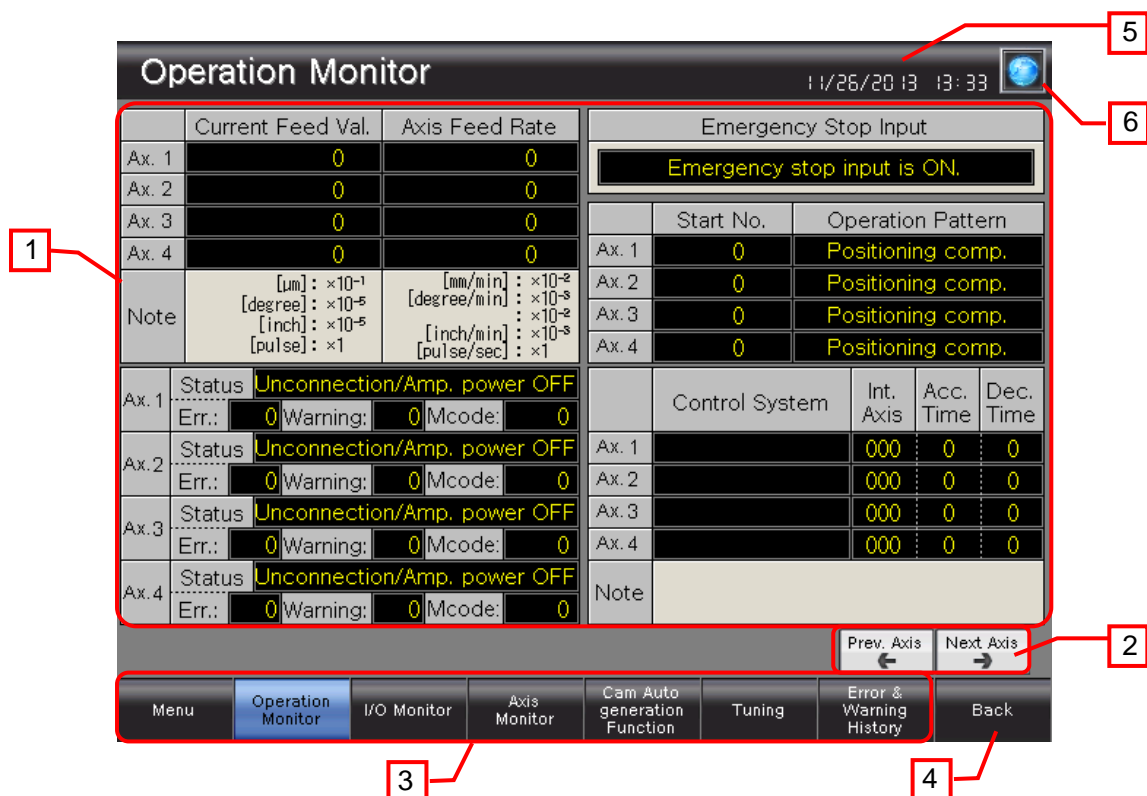 5
Operation Monitor
11/26/2013 13:33
6
Current Feed Val. Axis Feed Rate
Ax. 1 0 0
Ax. 2 0 0
Ax. 3 0 0
Ax. 4 0 0
Note
[μm]: ×10-1
[degree]: ×10-5
[inch]: ×10-5
[pulse]: ×1
[mm/min]: ×10-2
[degree/min]: ×10-3
: ×10-2
[inch/min]: ×10-3
[pulse/sec]: ×1
1
Ax. 1 Status Unconnection/Amp. power OFF
Err.: 0 Warning: 0 Mcode: 0
Ax.2 Status Unconnection/Amp. power OFF
Err.: 0 Warning: 0 Mcode: 0
Ax.3 Status Unconnection/Amp. power OFF
Err.: 0 Warning: 0 Mcode: 0
Ax.4 Status Unconnection/Amp. power OFF
Err.: 0 Warning: 0 Mcode: 0
Emergency Stop Input
Emergency stop input is ON.
Start No. Operation Pattern
Ax. 1 0 Positioning comp.
Ax. 2 0 Positioning comp.
Ax. 3 0 Positioning comp.
Ax. 4 0 Positioning comp.
Control System Int. Axis Acc. Time Dec. Time
Ax. 1 000 0 0
Ax. 2 000 0 0
Ax. 3 000 0 0
Ax. 4 000 0 0
Note
Prev. Axis Next Axis
2
Menu
Operation
Monitor
I/O Monitor
Axis
Monitor
Cam Auto
generation
Function
Tuning
Error &
Warning
History
Back
3
4